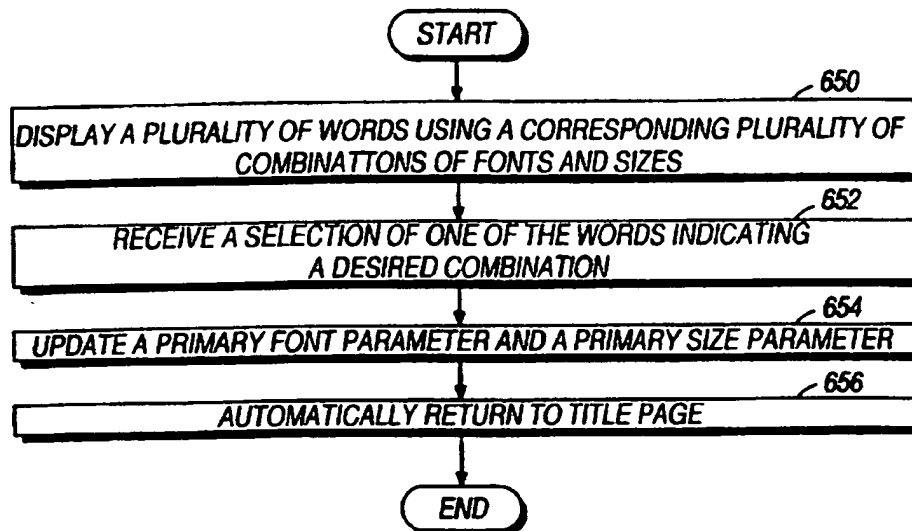 START
650
DISPLAY A PLURALITY OF WORDS USING A CORRESPONDING PLURALITY OF
COMBINATTONS OF FONTS AND SIZES
652
RECEIVE A SELECTION OF ONE OF THE WORDS INDICATING
A DESIRED COMBINATION
654
UPDATE A PRIMARY FONT PARAMETER AND A PRIMARY SIZE PARAMETER
656
AUTOMATICALLY RETURN TO TITLE PAGE
END